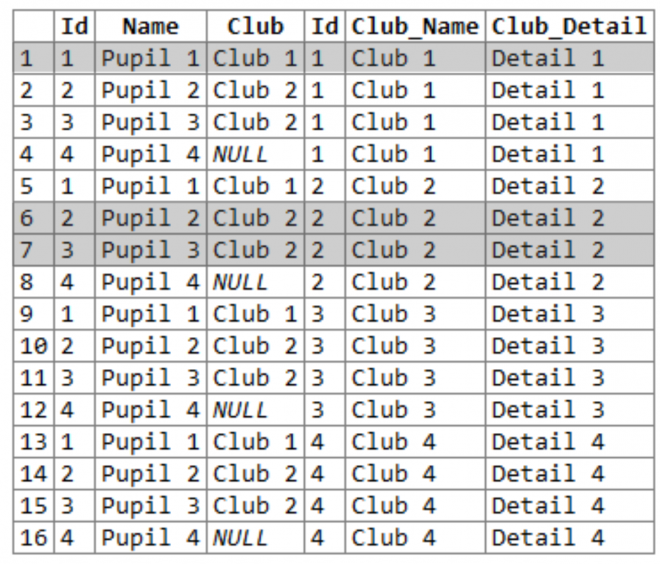 Id Name Club Id Club_Name Club_Detail
1 1 Pupil 1 Club 1 1 Club 1 Detail 1
2 2 Pupil 2 Club 2 1 Club 1 Detail 1
3 3 Pupil 3 Club 2 1 Club 1 Detail 1
4 4 Pupil 4 NULL 1 Club 1 Detail 1
5 1 Pupil 1 Club 1 2 Club 2 Detail 2
6 2 Pupil 2 Club 2 2 Club 2 Detail 2
7 3 Pupil 3 Club 2 2 Club 2 Detail 2
8 4 Pupil 4 NULL 2 Club 2 Detail 2
9 1 Pupil 1 Club 1 3 Club 3 Detail 3
10 2 Pupil 2 Club 2 3 Club 3 Detail 3
11 3 Pupil 3 Club 2 3 Club 3 Detail 3
12 4 Pupil 4 NULL 3 Club 3 Detail 3
13 1 Pupil 1 Club 1 4 Club 4 Detail 4
14 2 Pupil 2 Club 2 4 Club 4 Detail 4
15 3 Pupil 3 Club 2 4 Club 4 Detail 4
16 4 Pupil 4 NULL 4 Club 4 Detail 4